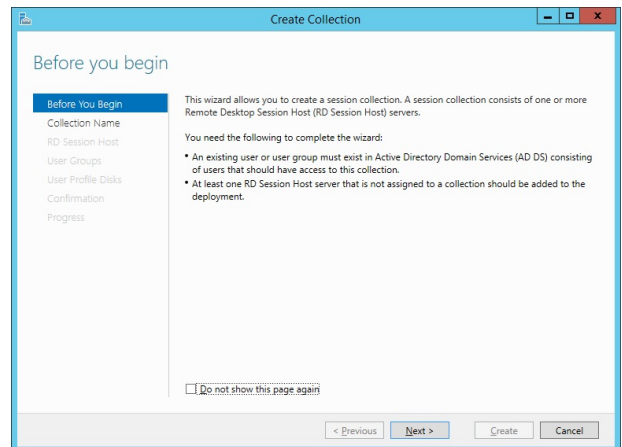 Create Collection
Before you begin
Before You Begin
Collection Name
RD Session Host
User Groups
User Profile Disks
Confirmation
Progress
This wizard allows you to create a session collection. A session collection consists of one or more
Remote Desktop Session Host (RD Session Host) servers.
You need the following to complete the wizard:
• An existing user or user group must exist in Active Directory Domain Services (AD DS) consisting
of users that should have access to this collection.
• At least one RD Session Host server that is not assigned to a collection should be added to the
deployment.
Do not show this page again
< Previous
Next >
Create
Cancel